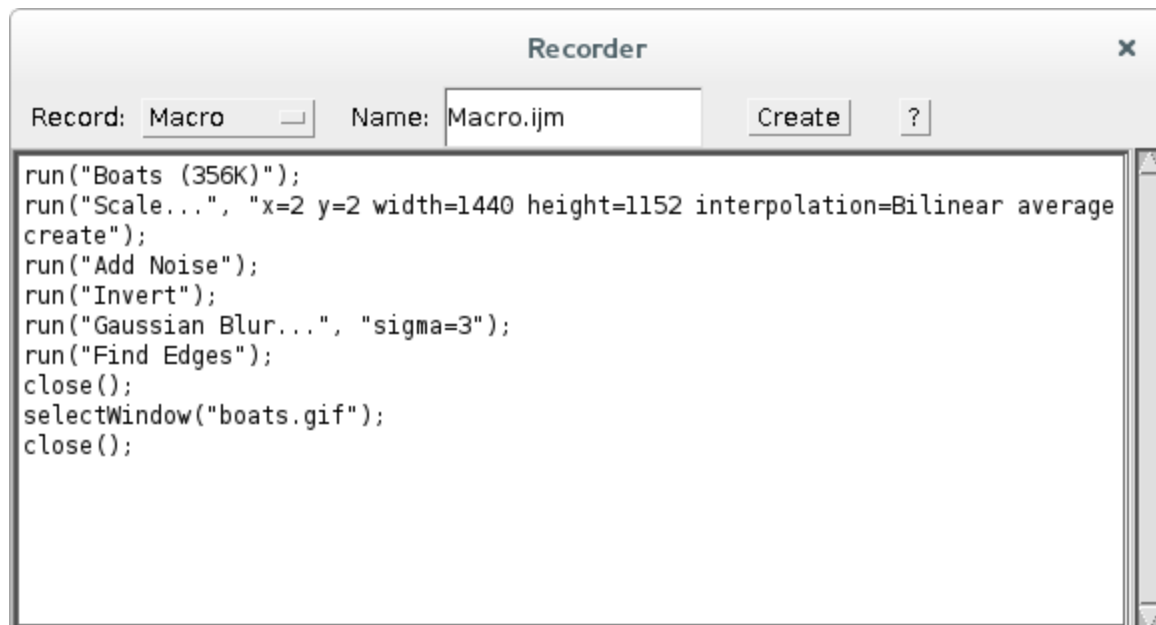 Recorder ×
Record: Macro Name: Macro.ijm Create ?
run("Boats (356K)");
run("Scale...", "x=2 y=2 width=1440 height=1152 interpolation=Bilinear average
create");
run("Add Noise");
run("Invert");
run("Gaussian Blur...", "sigma=3");
run("Find Edges");
close();
selectWindow("boats.gif");
close();